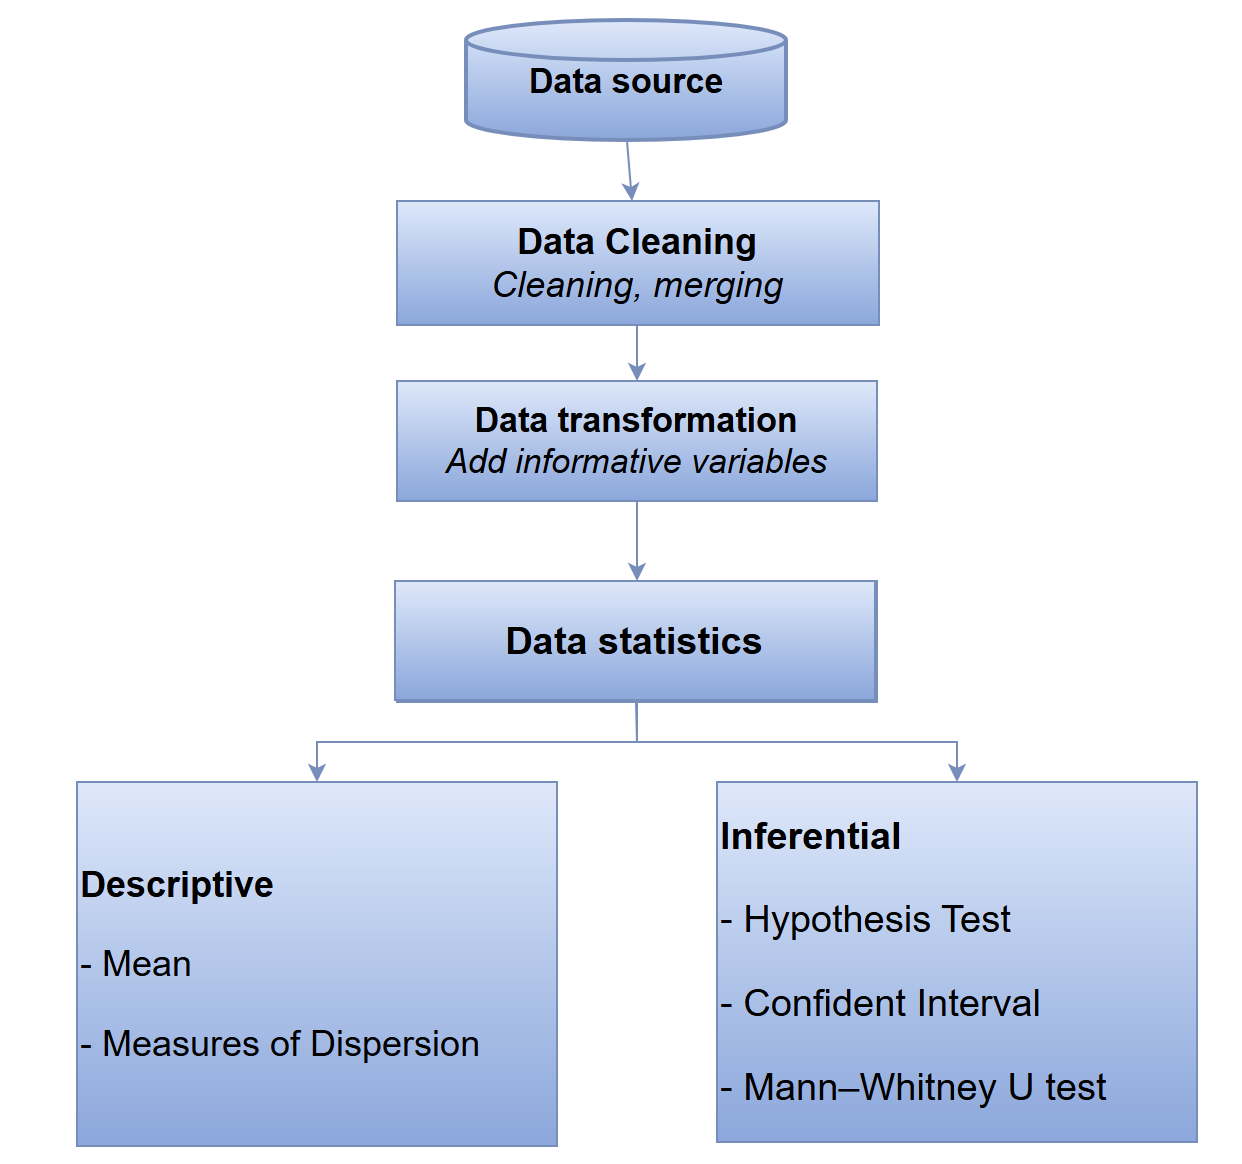 Data source
Data Cleaning
Cleaning, merging
Data transformation
Add informative variables
Data statistics
Descriptive
- Mean
- Measures of Dispersion
Inferential
- Hypothesis Test
- Confident Interval
- Mann–Whitney U test